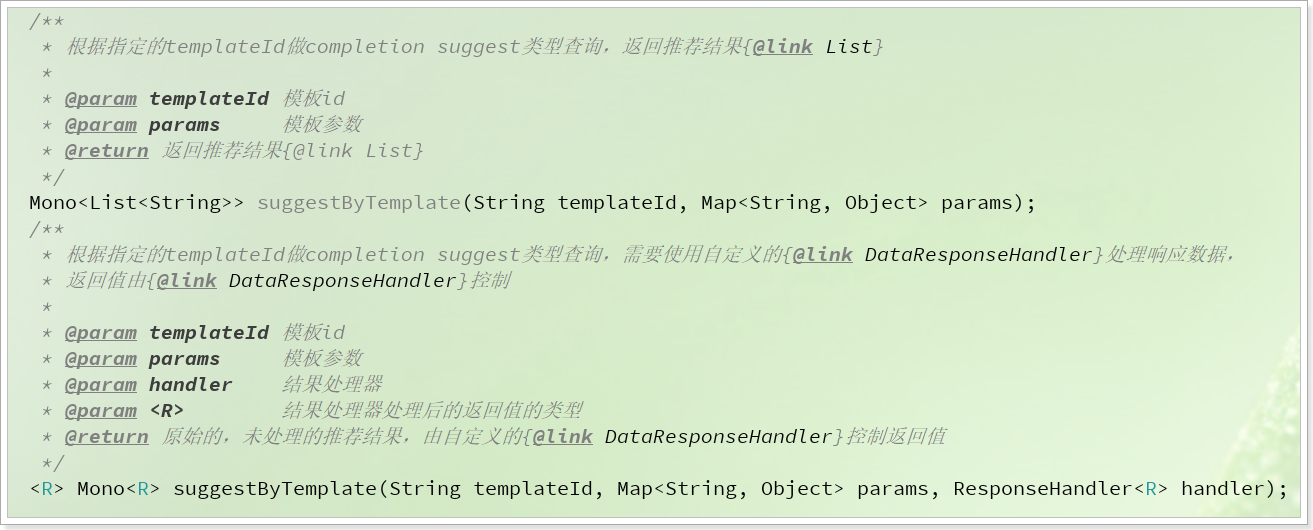 /**
 * 根据指定的templateId做completion suggest类型查询，返回推荐结果{@link List}
 *
 * @param templateId 模板id
 * @param params     模板参数
 * @return 返回推荐结果{@link List}
 */
Mono<List<String>> suggestByTemplate(String templateId, Map<String, Object> params);
/**
 * 根据指定的templateId做completion suggest类型查询，需要使用自定义的{@link DataResponseHandler}处理响应数据，
 * 返回值由{@link DataResponseHandler}控制
 *
 * @param templateId 模板id
 * @param params     模板参数
 * @param handler    结果处理器
 * @param <R>        结果处理器处理后的返回值的类型
 * @return 原始的，未处理的推荐结果，由自定义的{@link DataResponseHandler}控制返回值
 */
<R> Mono<R> suggestByTemplate(String templateId, Map<String, Object> params, ResponseHandler<R> handler);